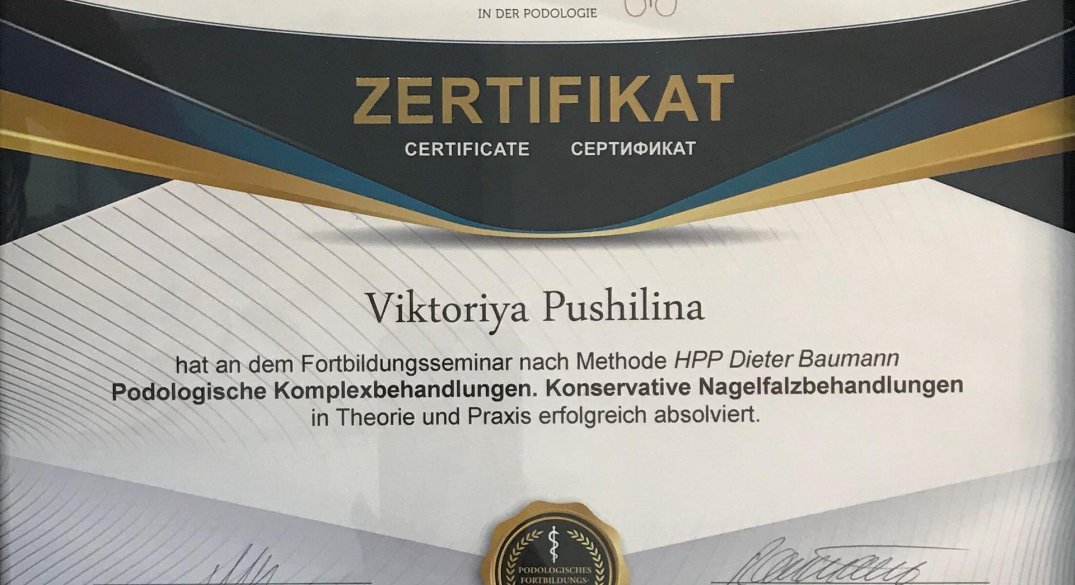 IN DER PODOLOGIE
ZERTIFIKAT
CERTIFICATE СЕРТИФИКАТ
Viktoriya Pushilina
hat an dem Fortbildungsseminar nach Methode HPP Dieter Baumann
Podologische Komplexbehandlungen. Konservative Nagelfalzbehandlungen
in Theorie und Praxis erfolgreich absolviert.
PODOLOGISCHES
FORTBILDUNGS-